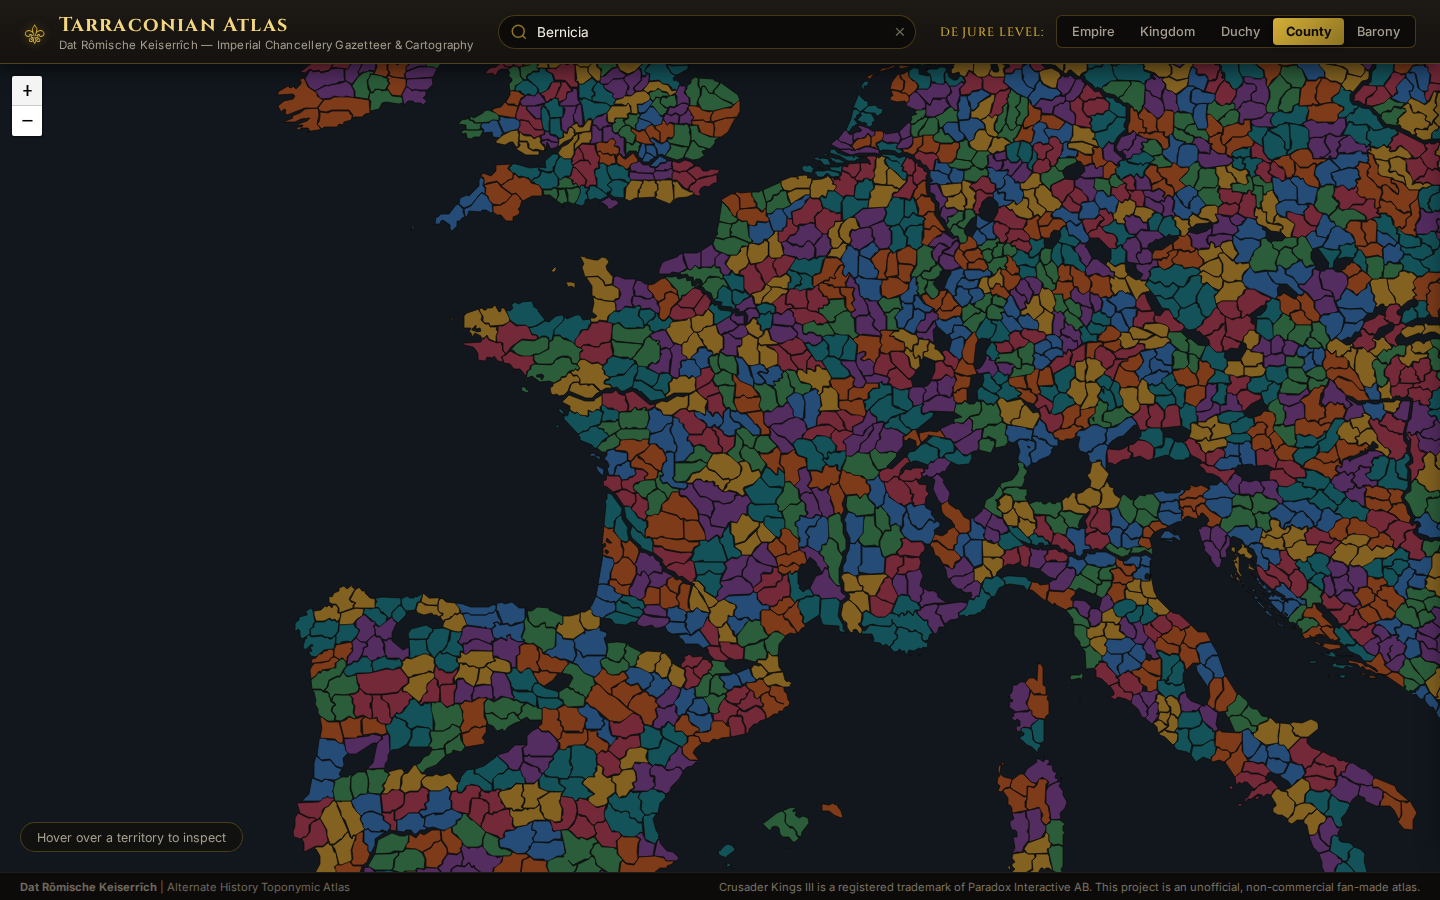 TARRACONIAN ATLAS
Dat Rômische Keiserrîch — Imperial Chancellery Gazetteer & Cartography
Bernicia
DE JURE LEVEL:
Empire
Kingdom
Duchy
County
Barony
+
−
Hover over a territory to inspect
Dat Rômische Keiserrîch | Alternate History Toponymic Atlas
Crusader Kings III is a registered trademark of Paradox Interactive AB. This project is an unofficial, non-commercial fan-made atlas.